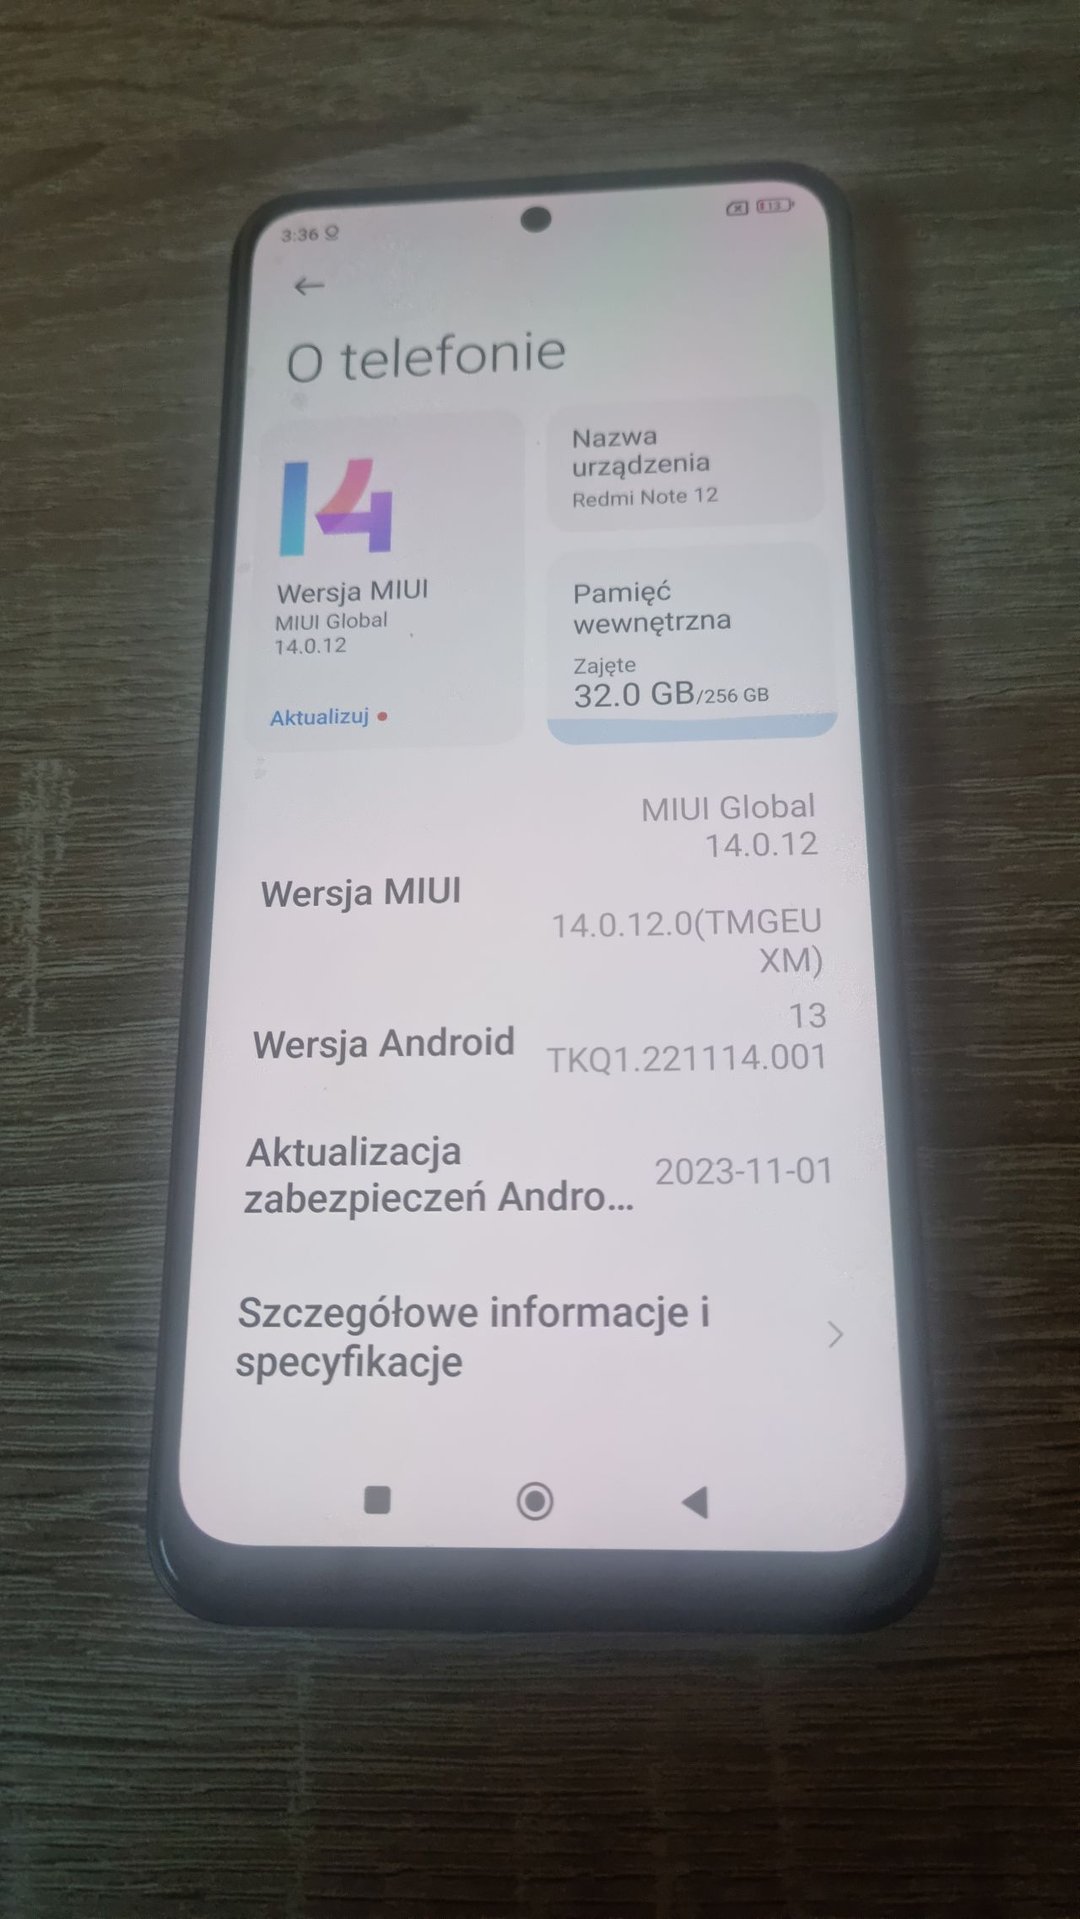 3:36
13
O telefonie
14
Wersja MIUI
MIUI Global
14.0.12
Aktualizuj
Nazwa
urządzenia
Redmi Note 12
Pamięć
wewnętrzna
Zajęte
32.0 GB/256 GB
Wersja MIUI
MIUI Global
14.0.12
14.0.12.0(TMGEU
XM)
Wersja Android
13
TKQ1.221114.001
Aktualizacja
zabezpieczeń Andro...
2023-11-01
Szczegółowe informacje i
specyfikacje